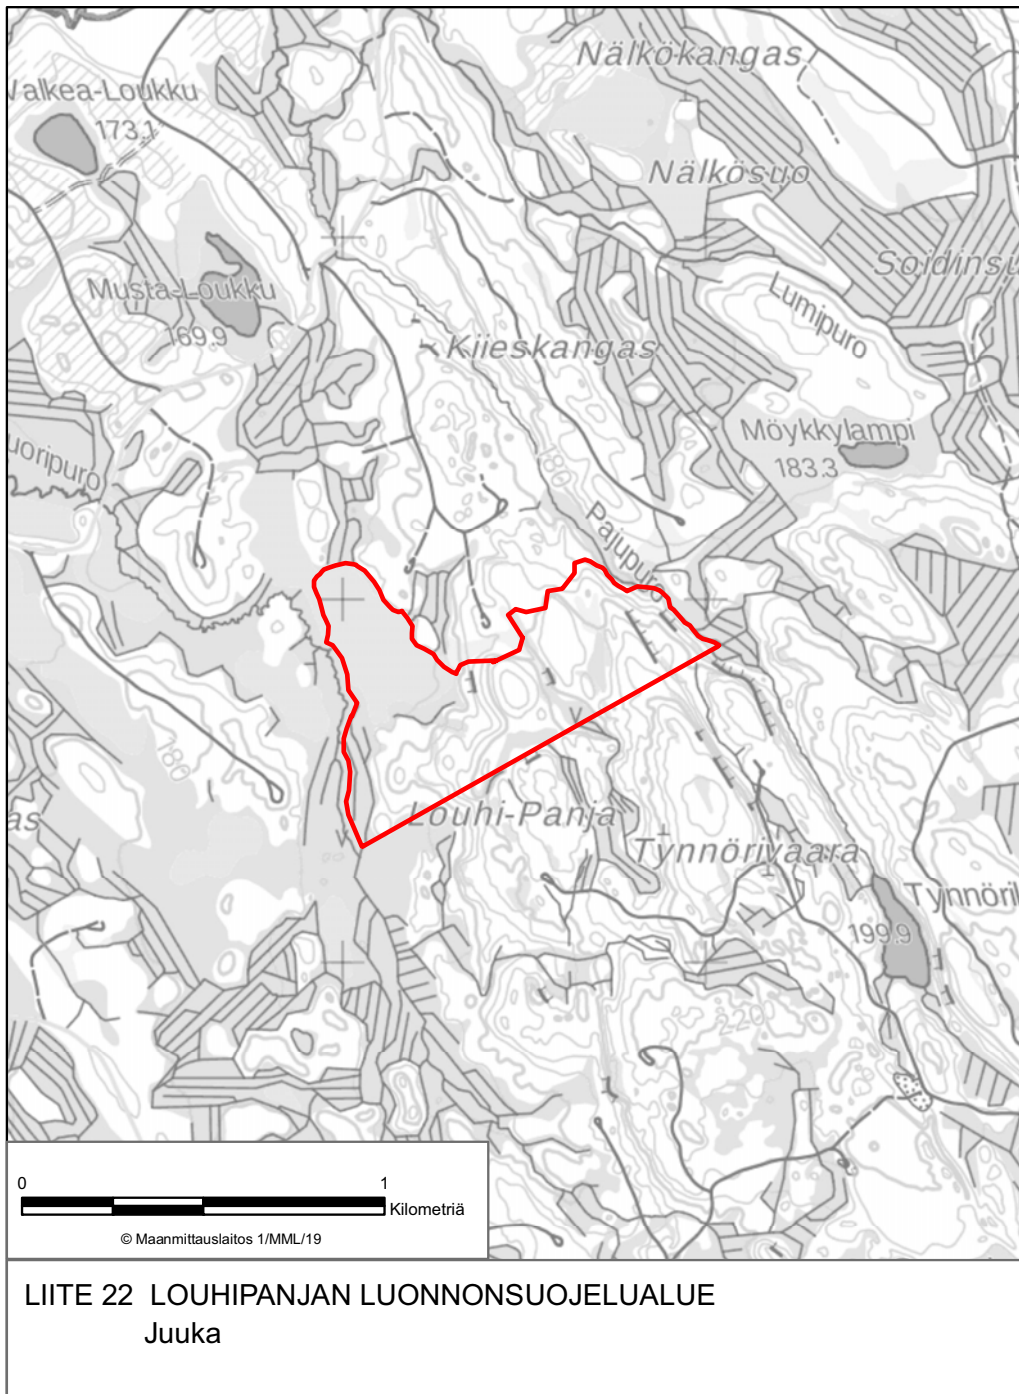 Nälkökangas
Valkea-Loukku
173.1
Nälkösuo
Soidinsu
Musta-Loukku
169.9
Lumipuro
Kiieskangas
Möykkylampi
183.3
uoripuro
180
Pajupuro
180
as
Louhi-Panja
Tynnörivaara
Tynnöril
199.9
220
0
1
Kilometriä
© Maanmittauslaitos 1/MML/19
LIITE 22 LOUHIPANJAN LUONNONSUOJELUALUE
Juuka